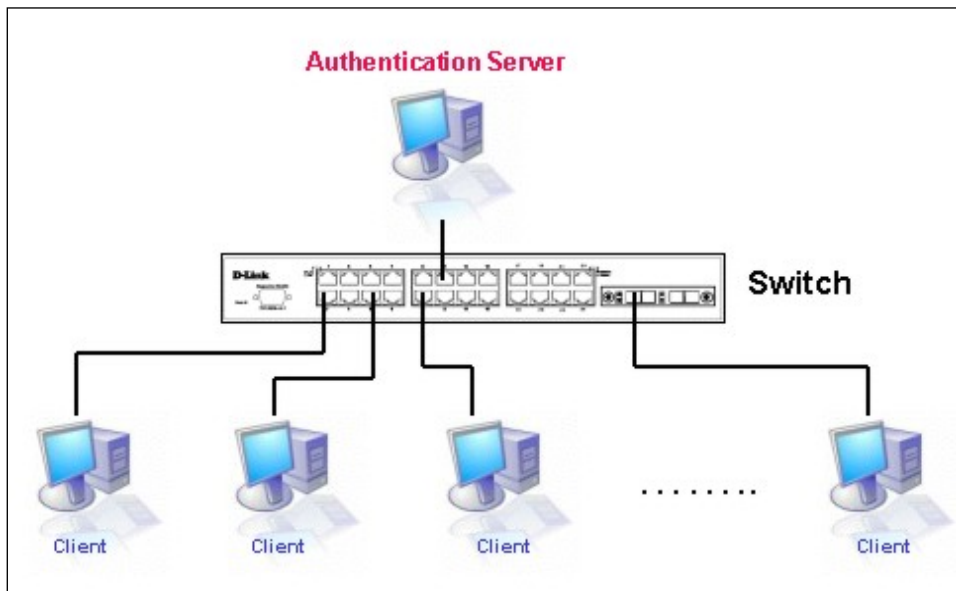 Authentication Server
D-Link
Switch
Client
Client
Client
........
Client